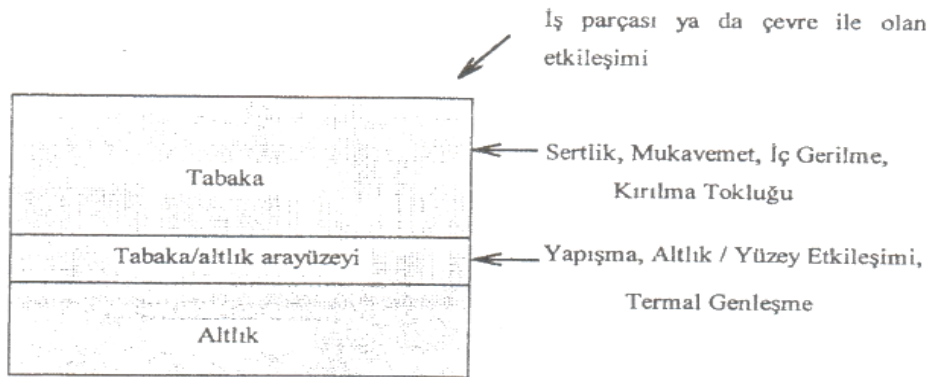 İş parçası ya da çevre ile olan
etkileşimi
Tabaka
Sertlik, Mukavemet, İç Gerilme,
Kırılma Tokluğu
Tabaka/altlık arayüzeyi
Yapışma, Altlık / Yüzey Etkileşimi,
Termal Genleşme
Altlık